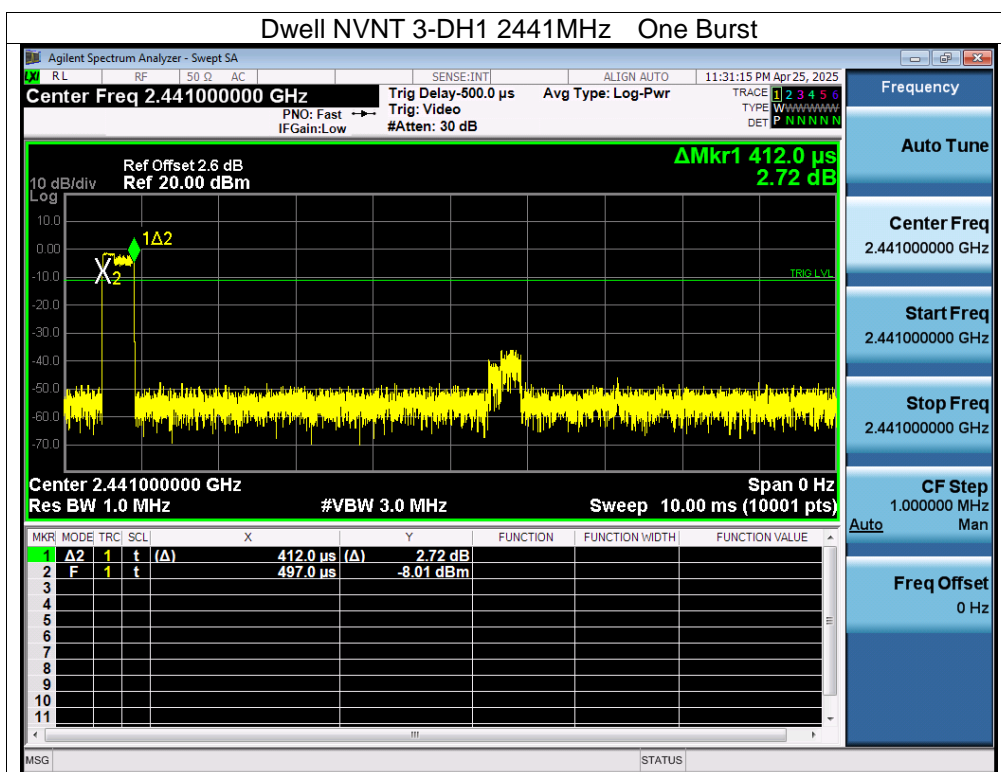 Dwell NVNT 3-DH1 2441MHz One Burst
Agilent Spectrum Analyzer - Swept SA
LXI RL RF 50 Ω AC SENSE:INT ALIGN AUTO 11:31:15 PM Apr 25, 2025
Center Freq 2.441000000 GHz Trig Delay-500.0 µs Avg Type: Log-Pwr TRACE 1 2 3 4 5 6
PNO: Fast Trig: Video TYPE WWWWWW
IFGain:Low #Atten: 30 dB DET P N N N N N
Frequency
ΔMkr1 412.0 µs
2.72 dB
Ref Offset 2.6 dB
10 dB/div Ref 20.00 dBm
Log
10.0
0.00
-10.0
-20.0
-30.0
-40.0
-50.0
-60.0
-70.0
1Δ2
X2
TRIG LVL
Center 2.441000000 GHz Span 0 Hz
Res BW 1.0 MHz #VBW 3.0 MHz Sweep 10.00 ms (10001 pts)
MKR MODE TRC SCL X Y FUNCTION FUNCTION WIDTH FUNCTION VALUE
1 Δ2 1 t (Δ) 412.0 µs (Δ) 2.72 dB
2 F 1 t 497.0 µs -8.01 dBm
3
4
5
6
7
8
9
10
11
MSG STATUS
Auto Tune
Center Freq
2.441000000 GHz
Start Freq
2.441000000 GHz
Stop Freq
2.441000000 GHz
CF Step
1.000000 MHz
Auto Man
Freq Offset
0 Hz